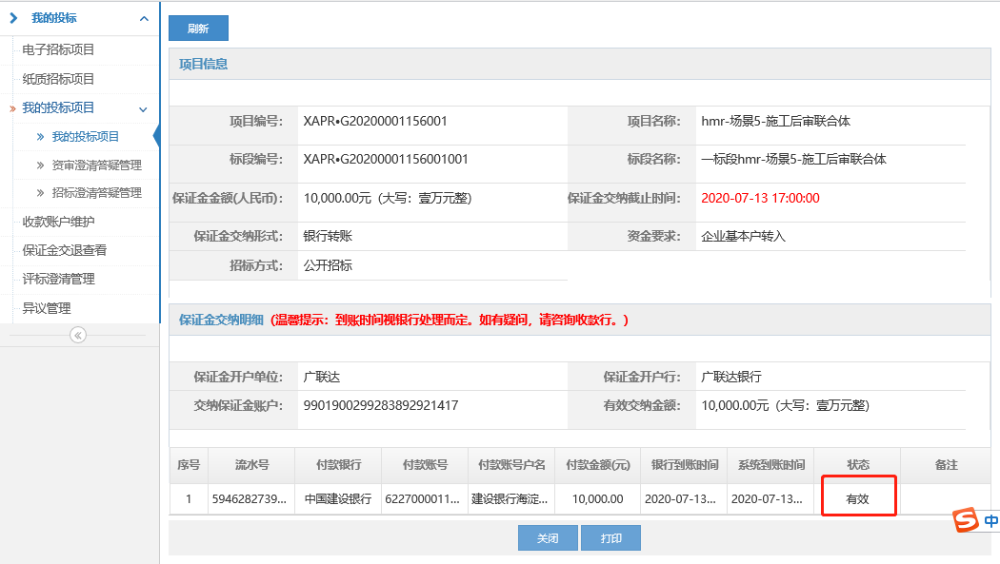 我的投标
电子招标项目
纸质招标项目
我的投标项目
我的投标项目
资审澄清答疑管理
招标澄清答疑管理
收款账户维护
保证金交退查看
评标澄清管理
异议管理
刷新
项目信息
项目编号： XAPR•G20200001156001 项目名称： hmr-场景5-施工后审联合体
标段编号： XAPR•G20200001156001001 标段名称： 一标段hmr-场景5-施工后审联合体
保证金金额(人民币)： 10,000.00元（大写：壹万元整） 保证金交纳截止时间： 2020-07-13 17:00:00
保证金交纳形式： 银行转账 资金要求： 企业基本户转入
招标方式： 公开招标
保证金交纳明细（温馨提示：到账时间视银行处理而定。如有疑问，请咨询收款行。）
保证金开户单位： 广联达 保证金开户行： 广联达银行
交纳保证金账户： 9901900299283892921417 有效交纳金额： 10,000.00元（大写：壹万元整）
序号 流水号 付款银行 付款账号 付款账号户名 付款金额(元) 银行到账时间 系统到账时间 状态 备注
1 5946282739... 中国建设银行 6227000011... 建设银行海淀... 10,000.00 2020-07-13... 2020-07-13... 有效
中
关闭 打印